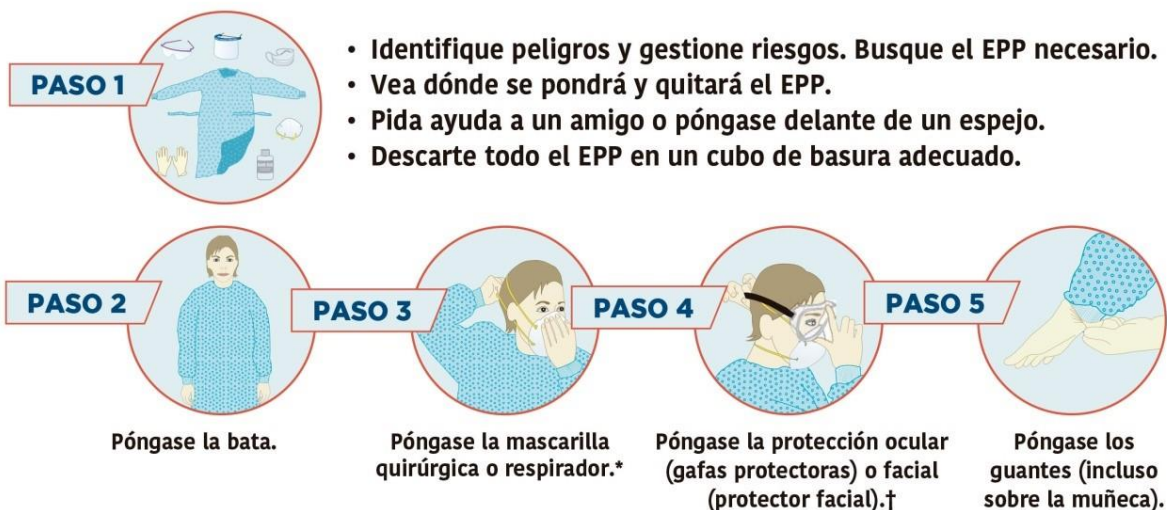 PASO 1
• Identifique peligros y gestione riesgos. Busque el EPP necesario.
• Vea dónde se pondrá y quitará el EPP.
• Pida ayuda a un amigo o póngase delante de un espejo.
• Descarte todo el EPP en un cubo de basura adecuado.
PASO 2
Póngase la bata.
PASO 3
Póngase la mascarilla
quirúrgica o respirador.*
PASO 4
Póngase la protección ocular
(gafas protectoras) o facial
(protector facial).†
PASO 5
Póngase los
guantes (incluso
sobre la muñeca).